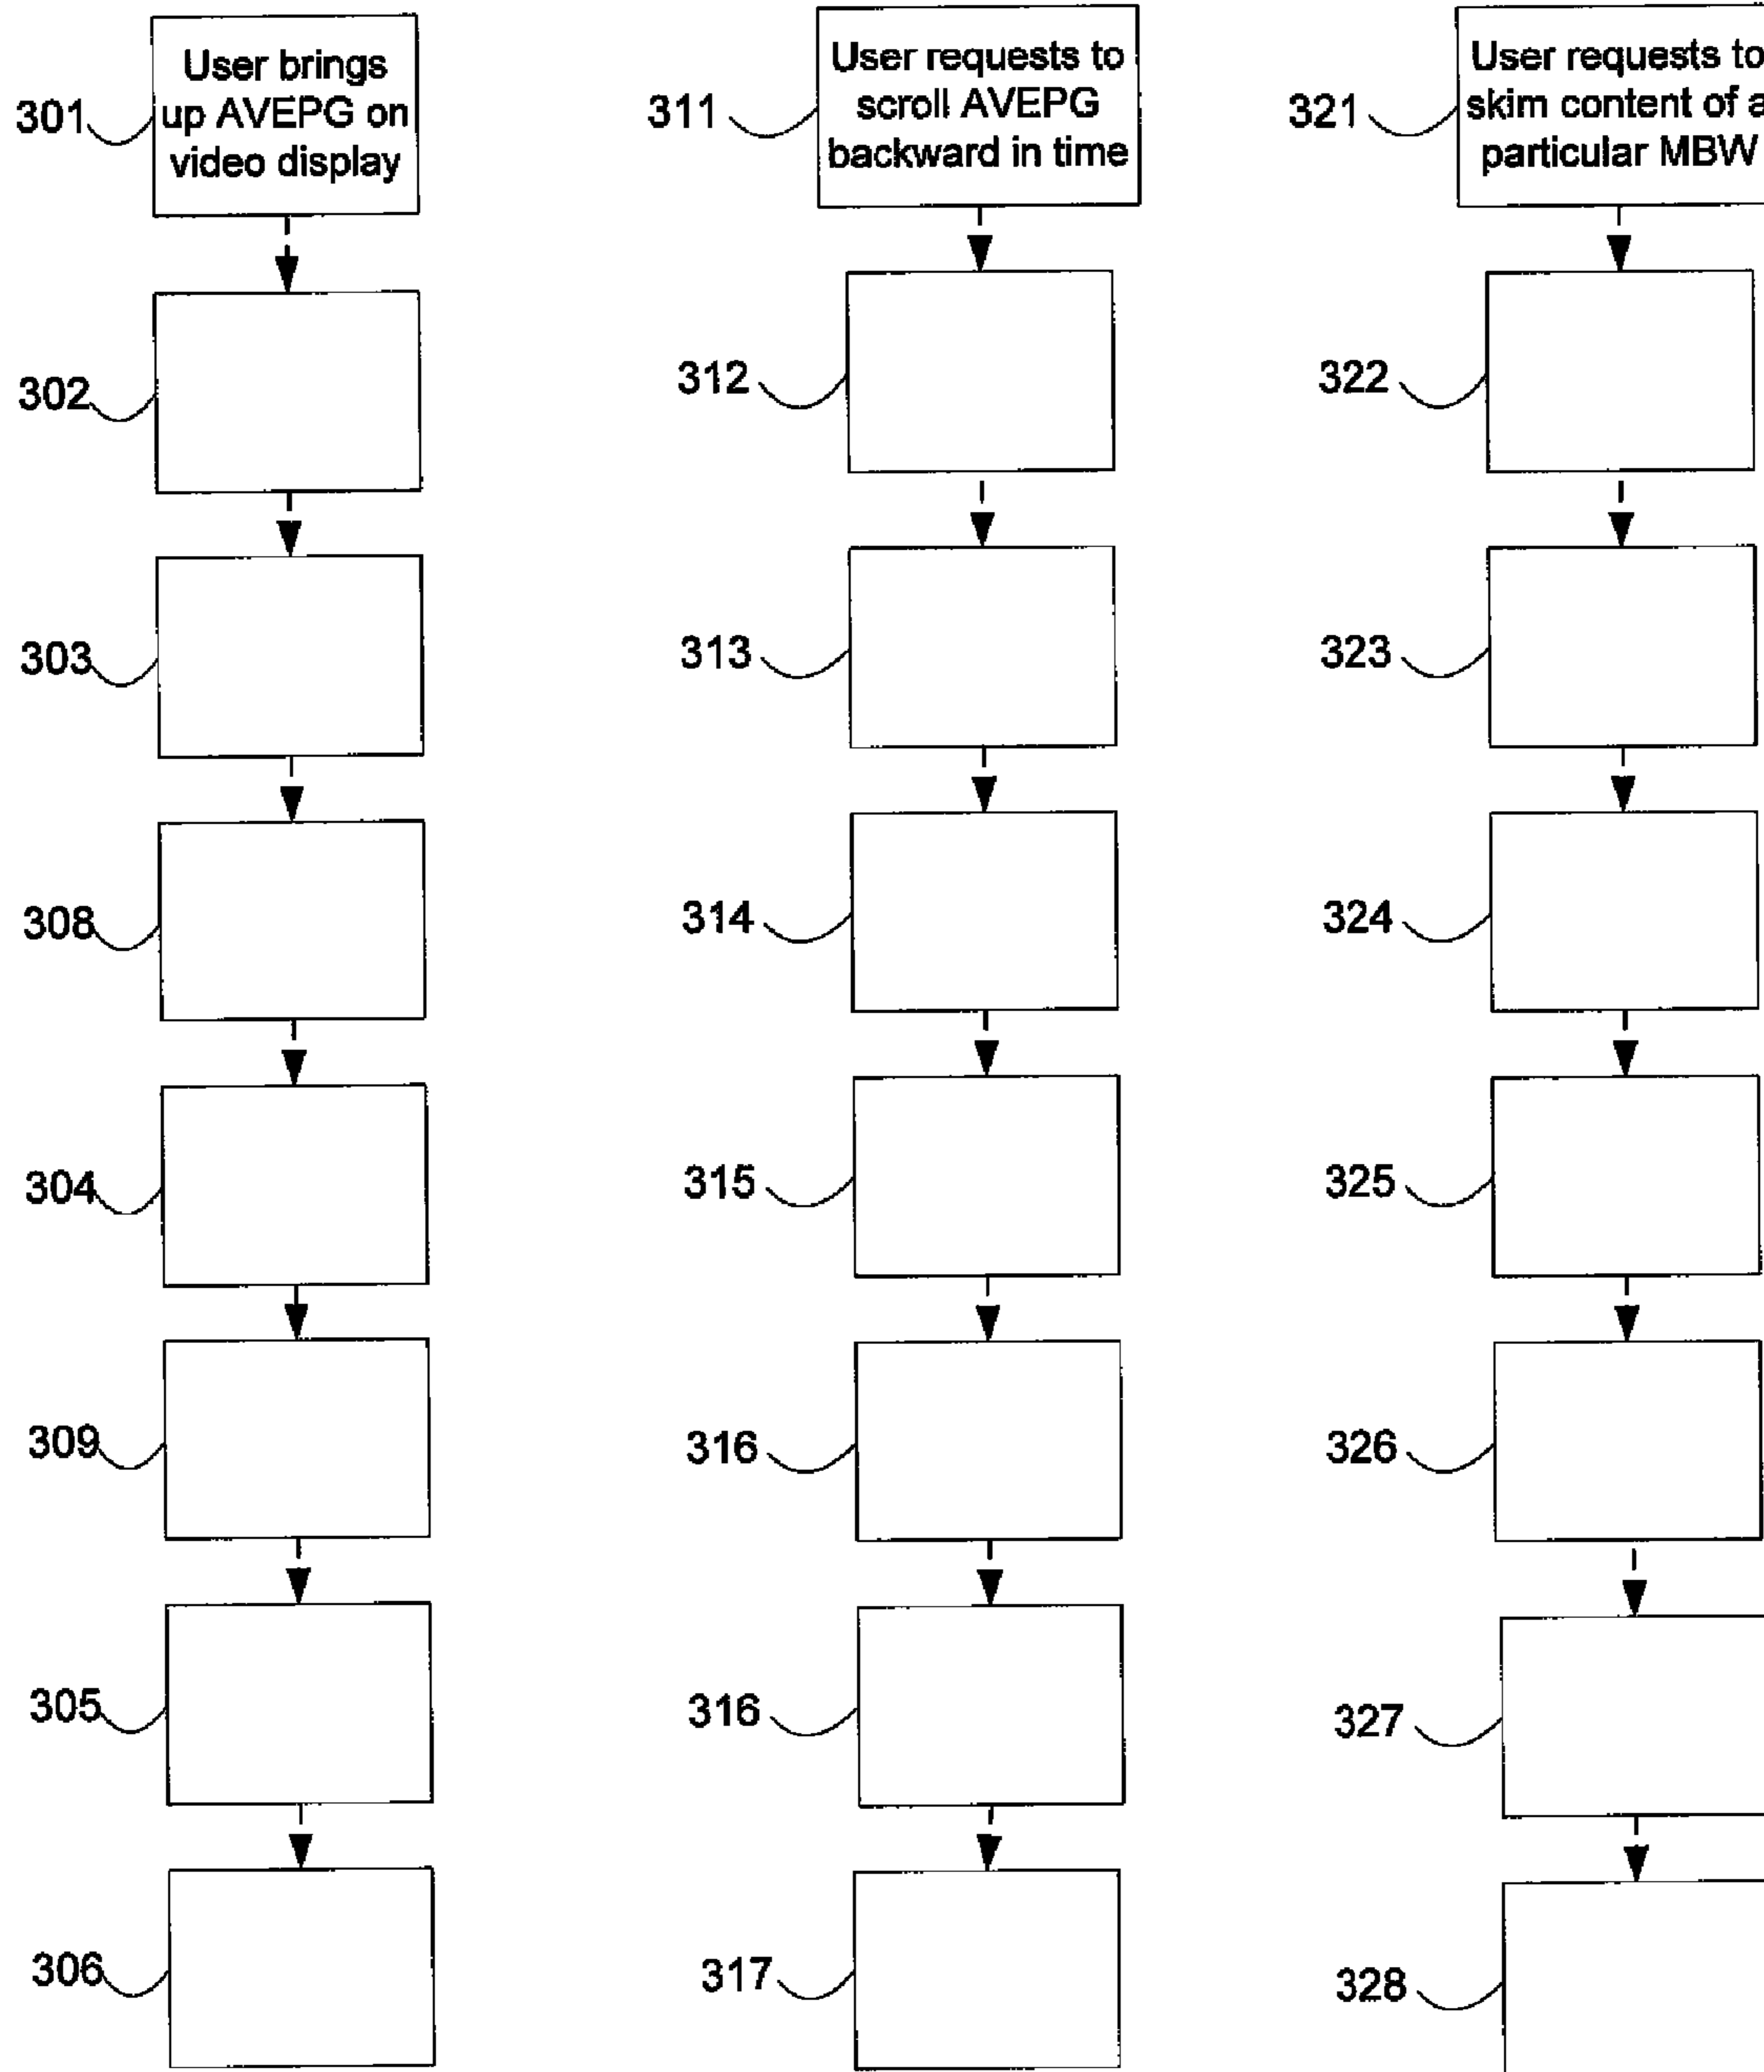 301
User brings
up AVEPG on
video display
302
303
308
304
309
305
306
311
User requests to
scroll AVEPG
backward in time
312
313
314
315
316
316
317
321
User requests to
skim content of a
particular MBW
322
323
324
325
326
327
328